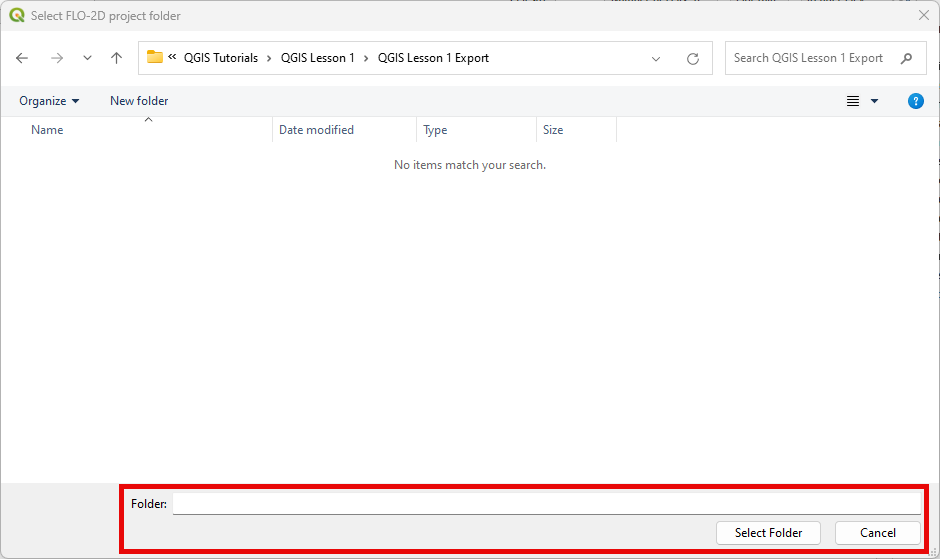 Select FLO-2D project folder
« QGIS Tutorials › QGIS Lesson 1 › QGIS Lesson 1 Export
Search QGIS Lesson 1 Export
Organize New folder
?
Name Date modified Type Size
No items match your search.
Folder:
Select Folder Cancel